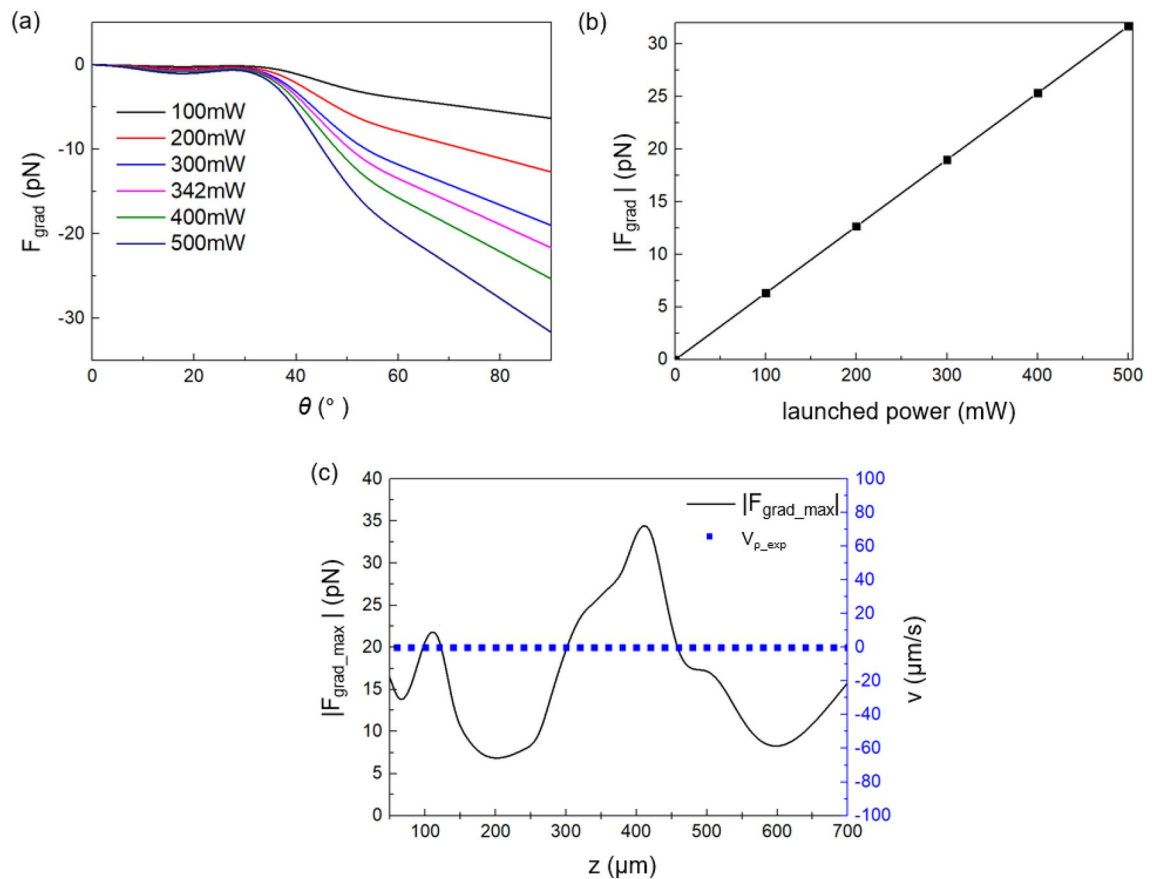 (a)
F_grad (pN)
0
-10
-20
-30
100mW
200mW
300mW
342mW
400mW
500mW
0 20 40 60 80
θ (°)
(b)
|F_grad| (pN)
30
25
20
15
10
5
0
0 100 200 300 400 500
launched power (mW)
(c)
|F_grad_max| (pN)
40
35
30
25
20
15
10
5
0
|F_grad_max|
V_ρ_exp
100
80
60
40
20
0
-20
-40
-60
-80
-100
v (μm/s)
100 200 300 400 500 600 700
z (μm)